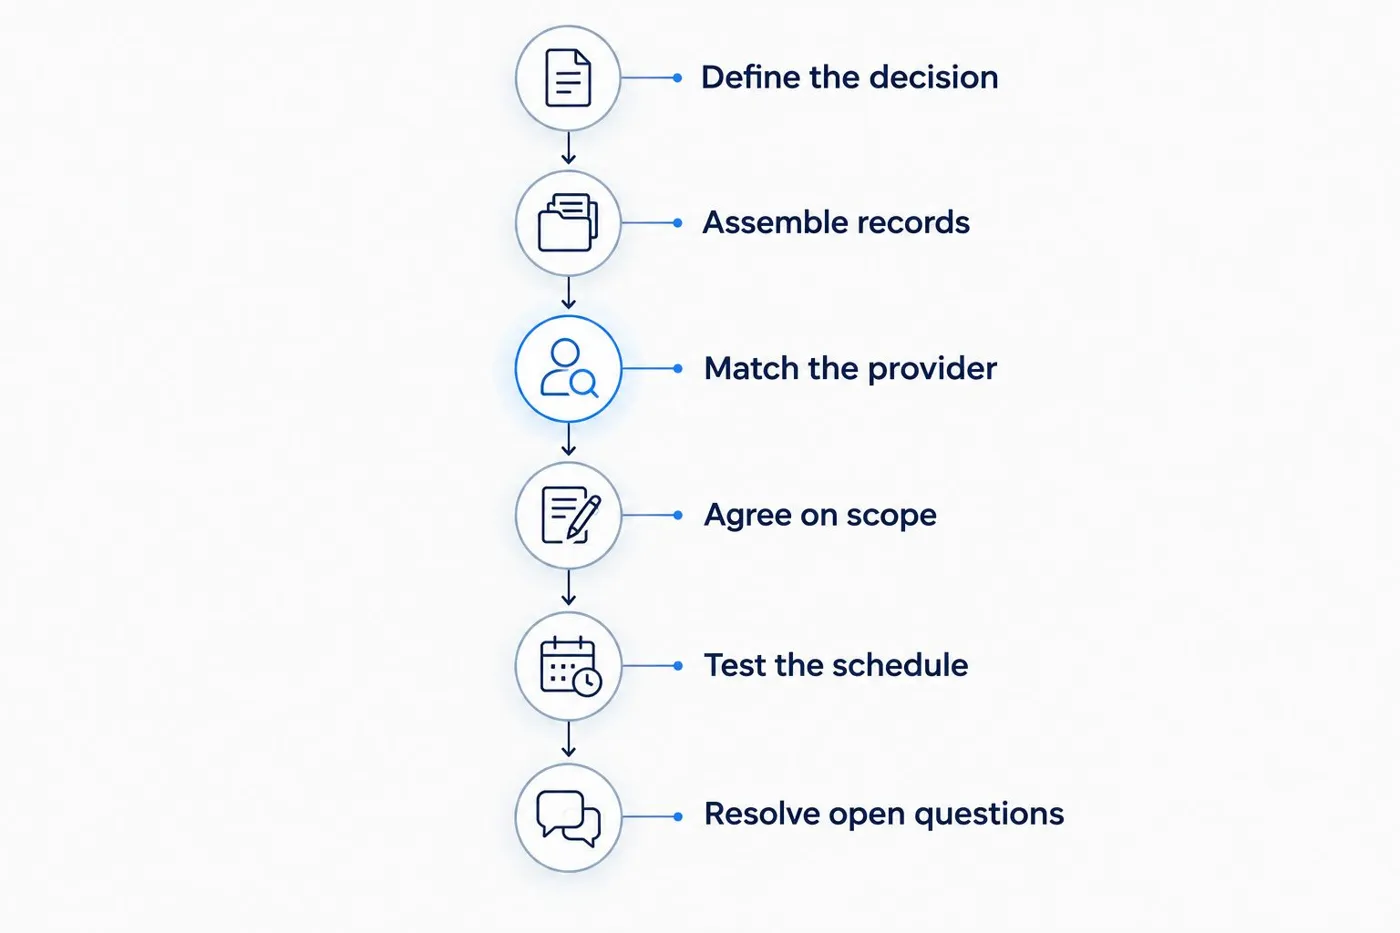 Define the decision
Assemble records
Match the provider
Agree on scope
Test the schedule
Resolve open questions